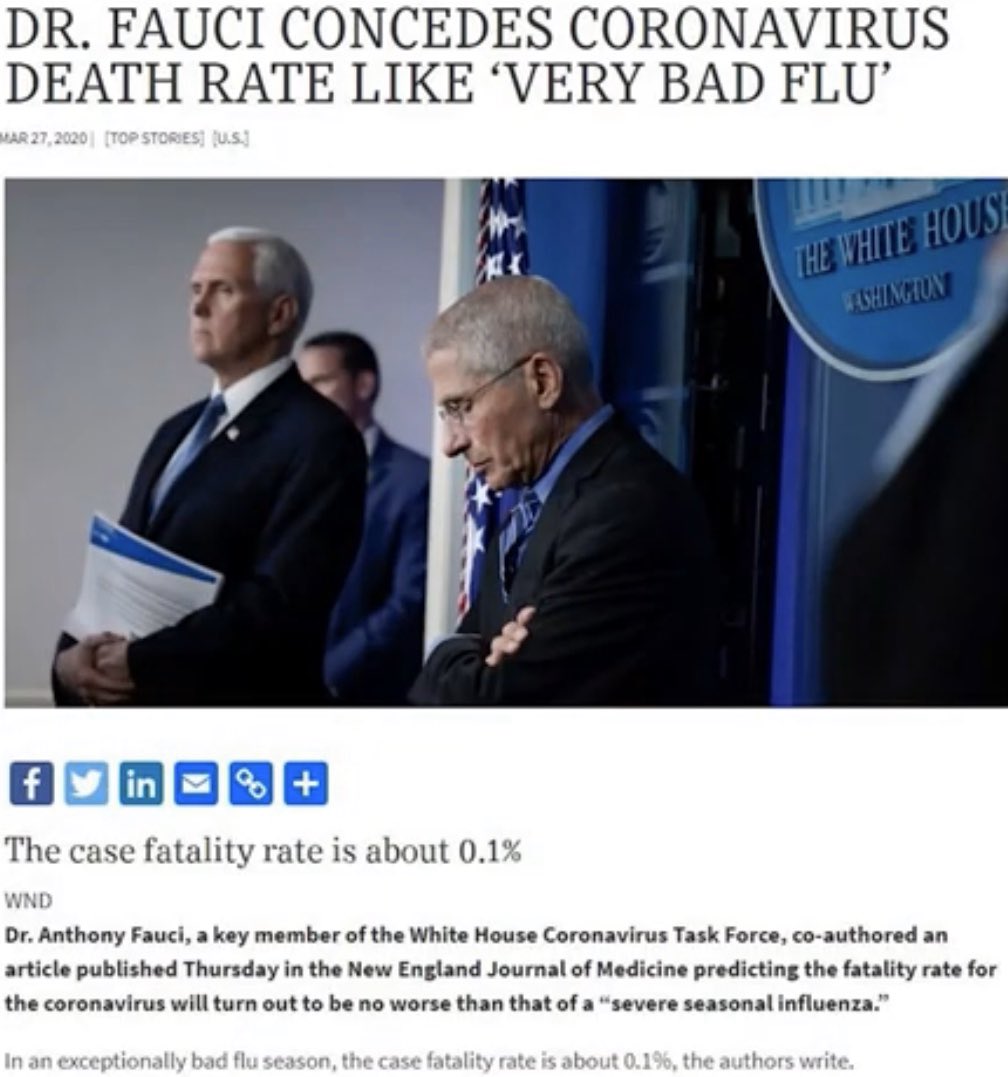 DR. FAUCI CONCEDES CORONAVIRUS
DEATH RATE LIKE ‘VERY BAD FLU’
MAR 27, 2020 | [TOP STORIES] [U.S.]
THE WHITE HOUSE
WASHINGTON
f in
The case fatality rate is about 0.1%
WND
Dr. Anthony Fauci, a key member of the White House Coronavirus Task Force, co-authored an
article published Thursday in the New England Journal of Medicine predicting the fatality rate for
the coronavirus will turn out to be no worse than that of a “severe seasonal influenza.”
In an exceptionally bad flu season, the case fatality rate is about 0.1%, the authors write.